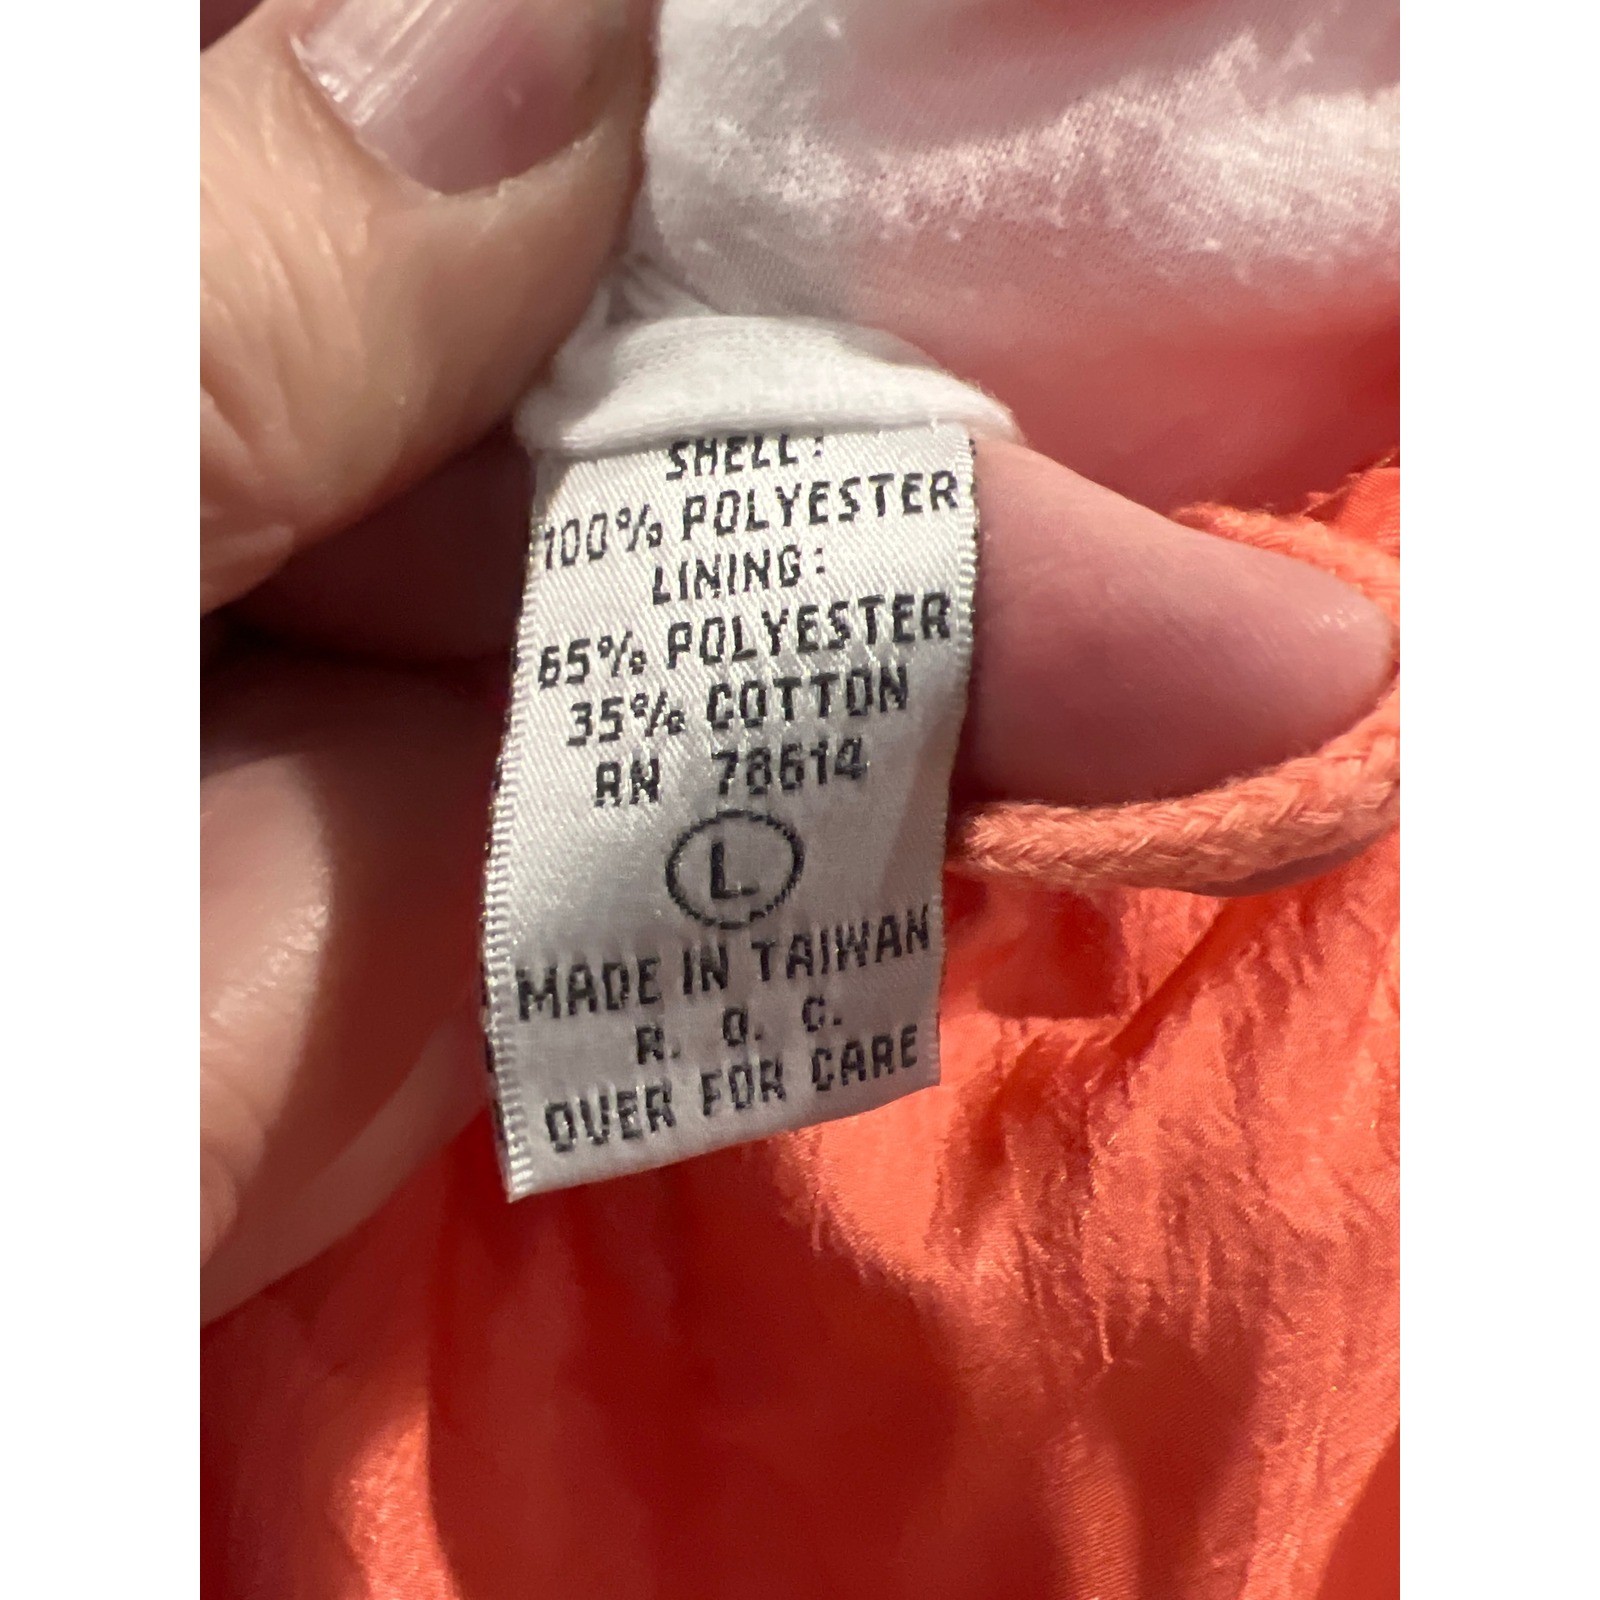 SHELL:
100% POLYESTER
LINING:
65% POLYESTER
35% COTTON
RN 78614
L
MADE IN TAIWAN
R. O. C.
OVER FOR CARE